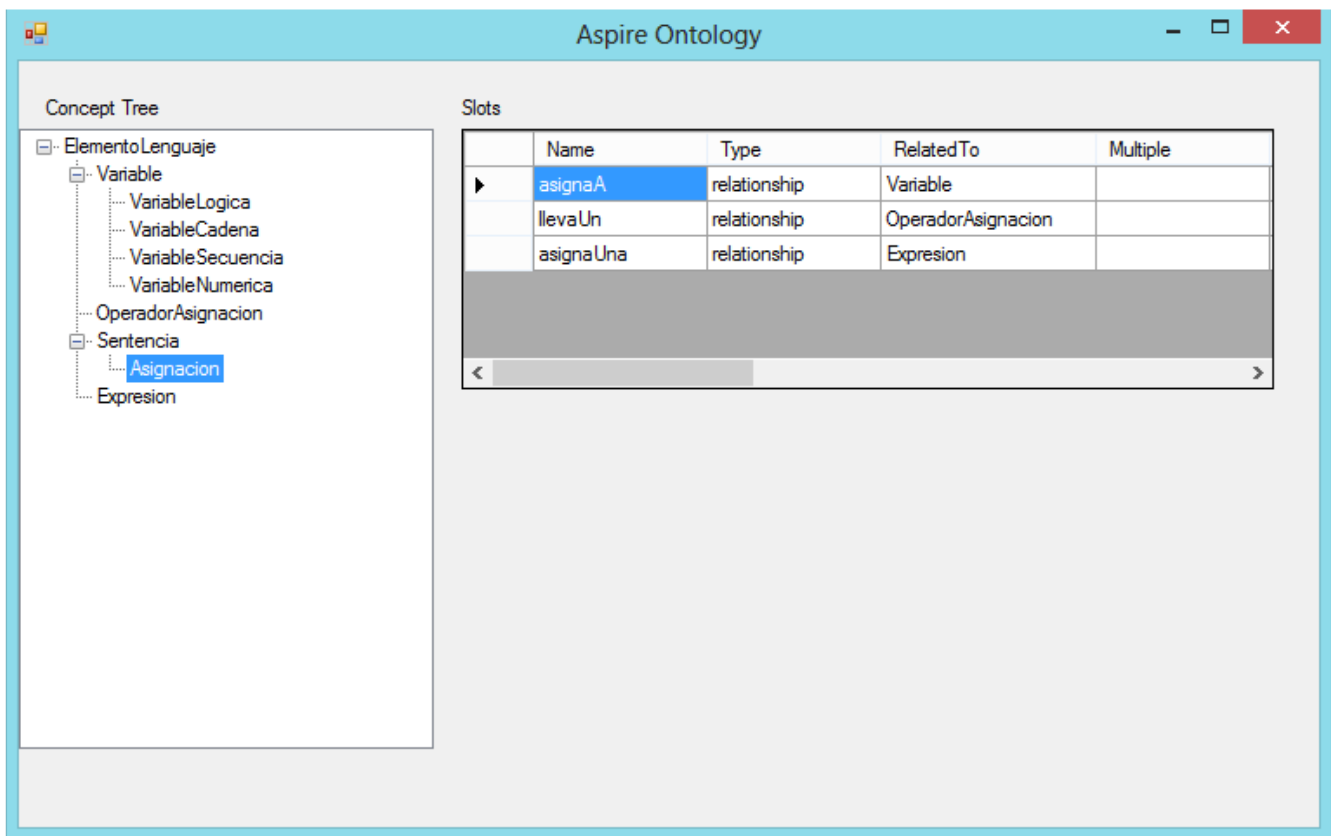 Aspire Ontology
Concept Tree
ElementoLenguaje
Variable
VariableLogica
VariableCadena
VariableSecuencia
VariableNumerica
OperadorAsignacion
Sentencia
Asignacion
Expresion
Slots
Name Type RelatedTo Multiple
asignaA relationship Variable
llevaUn relationship OperadorAsignacion
asignaUna relationship Expresion